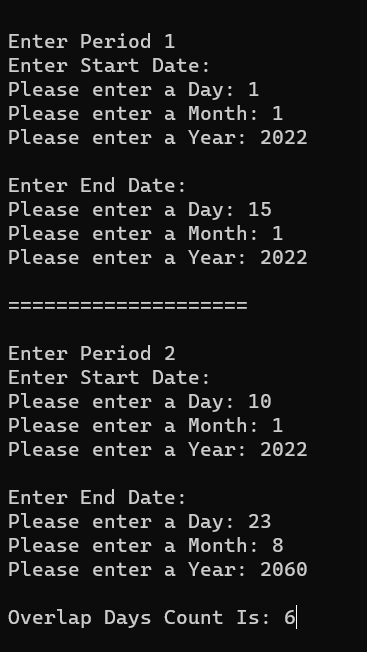 Enter Period 1
Enter Start Date:
Please enter a Day: 1
Please enter a Month: 1
Please enter a Year: 2022
Enter End Date:
Please enter a Day: 15
Please enter a Month: 1
Please enter a Year: 2022
====================
Enter Period 2
Enter Start Date:
Please enter a Day: 10
Please enter a Month: 1
Please enter a Year: 2022
Enter End Date:
Please enter a Day: 23
Please enter a Month: 8
Please enter a Year: 2060
Overlap Days Count Is: 6